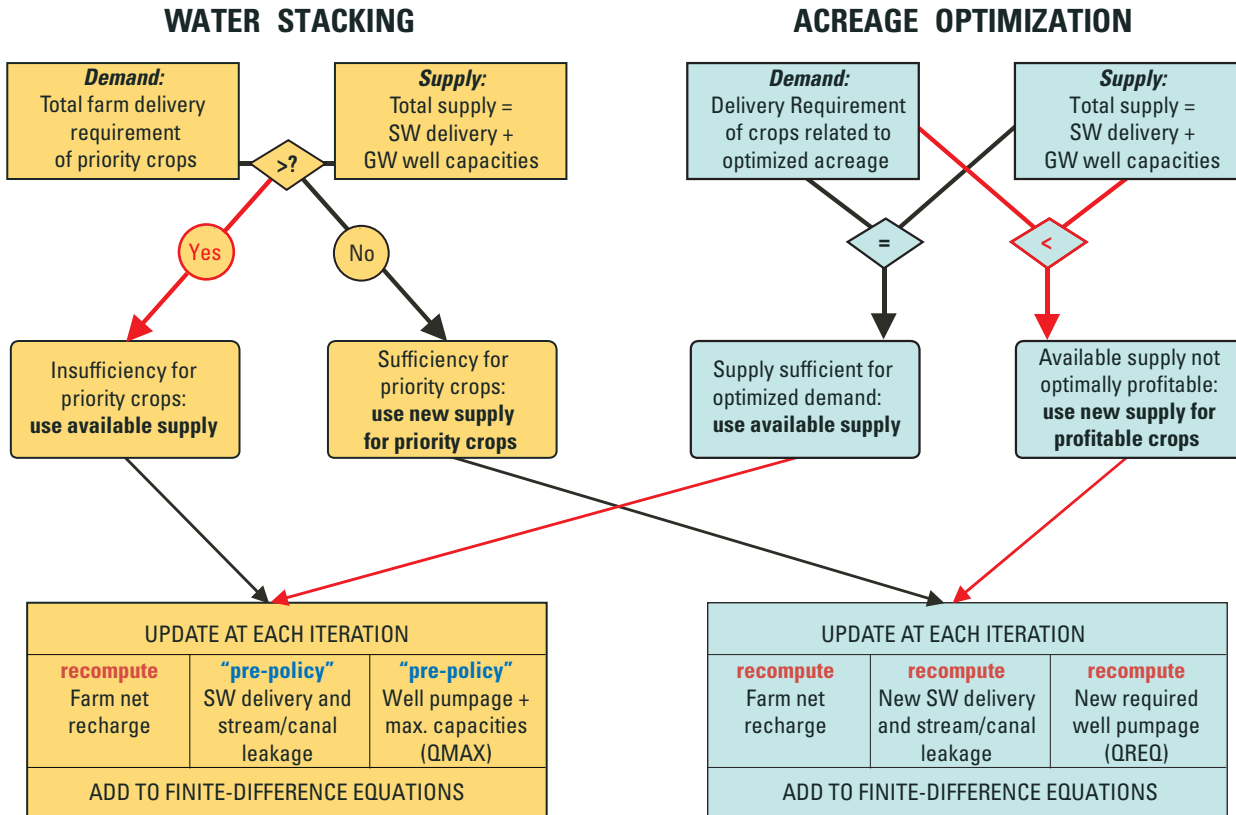 WATER STACKING
Demand:
Total farm delivery
requirement
of priority crops
Supply:
Total supply =
SW delivery +
GW well capacities
>?
Yes
No
Insufficiency for
priority crops:
use available supply
Sufficiency for
priority crops:
use new supply
for priority crops
ACREAGE OPTIMIZATION
Demand:
Delivery Requirement
of crops related to
optimized acreage
Supply:
Total supply =
SW delivery +
GW well capacities
=
<
Supply sufficient for
optimized demand:
use available supply
Available supply not
optimally profitable:
use new supply for
profitable crops
UPDATE AT EACH ITERATION
recompute
Farm net
recharge
“pre-policy”
SW delivery and
stream/canal
leakage
“pre-policy”
Well pumpage +
max. capacities
(QMAX)
ADD TO FINITE-DIFFERENCE EQUATIONS
UPDATE AT EACH ITERATION
recompute
Farm net
recharge
recompute
New SW delivery
and stream/canal
leakage
recompute
New required
well pumpage
(QREQ)
ADD TO FINITE-DIFFERENCE EQUATIONS